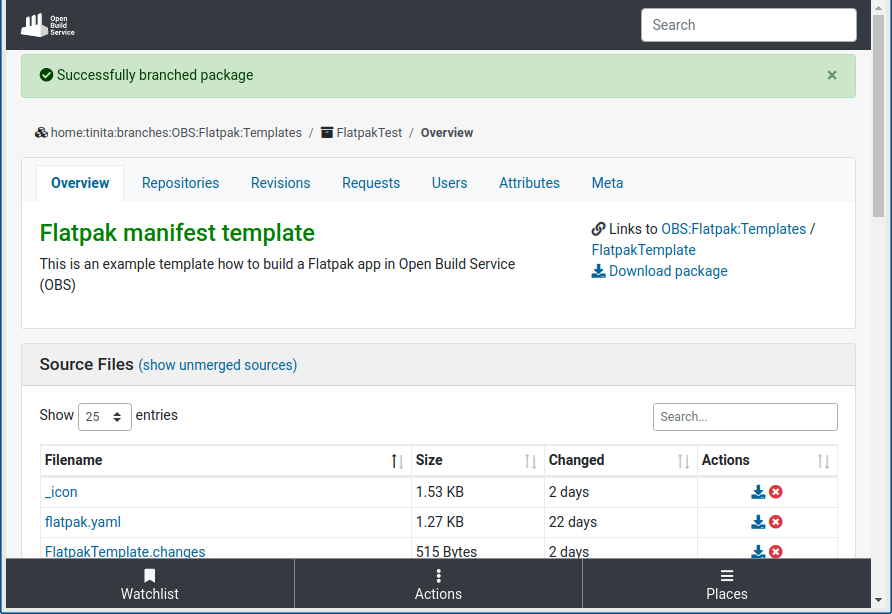 Open
Build
Service
Search
Successfully branched package ×
home:tinita:branches:OBS:Flatpak:Templates / FlatpakTest / Overview
Overview Repositories Revisions Requests Users Attributes Meta
Flatpak manifest template
This is an example template how to build a Flatpak app in Open Build Service
(OBS)
Links to OBS:Flatpak:Templates /
FlatpakTemplate
Download package
Source Files (show unmerged sources)
Show 25 entries
Search...
Filename Size Changed Actions
_icon 1.53 KB 2 days
flatpak.yaml 1.27 KB 22 days
FlatpakTemplate.changes 515 Bytes 2 days
Watchlist Actions Places